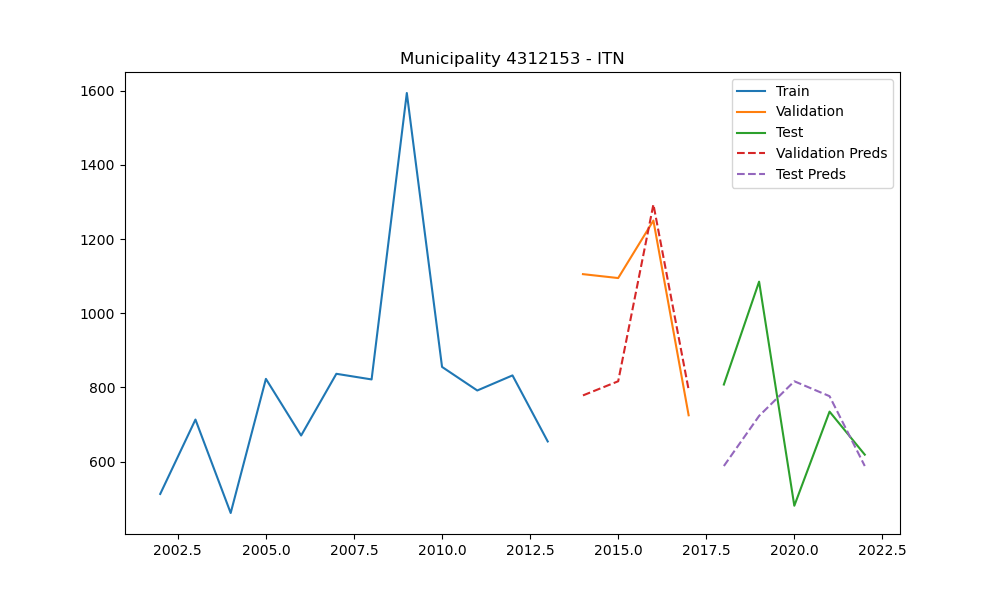 Municipality 4312153 - ITN
Train
Validation
Test
Validation Preds
Test Preds
1600
1400
1200
1000
800
600
2002.5 2005.0 2007.5 2010.0 2012.5 2015.0 2017.5 2020.0 2022.5